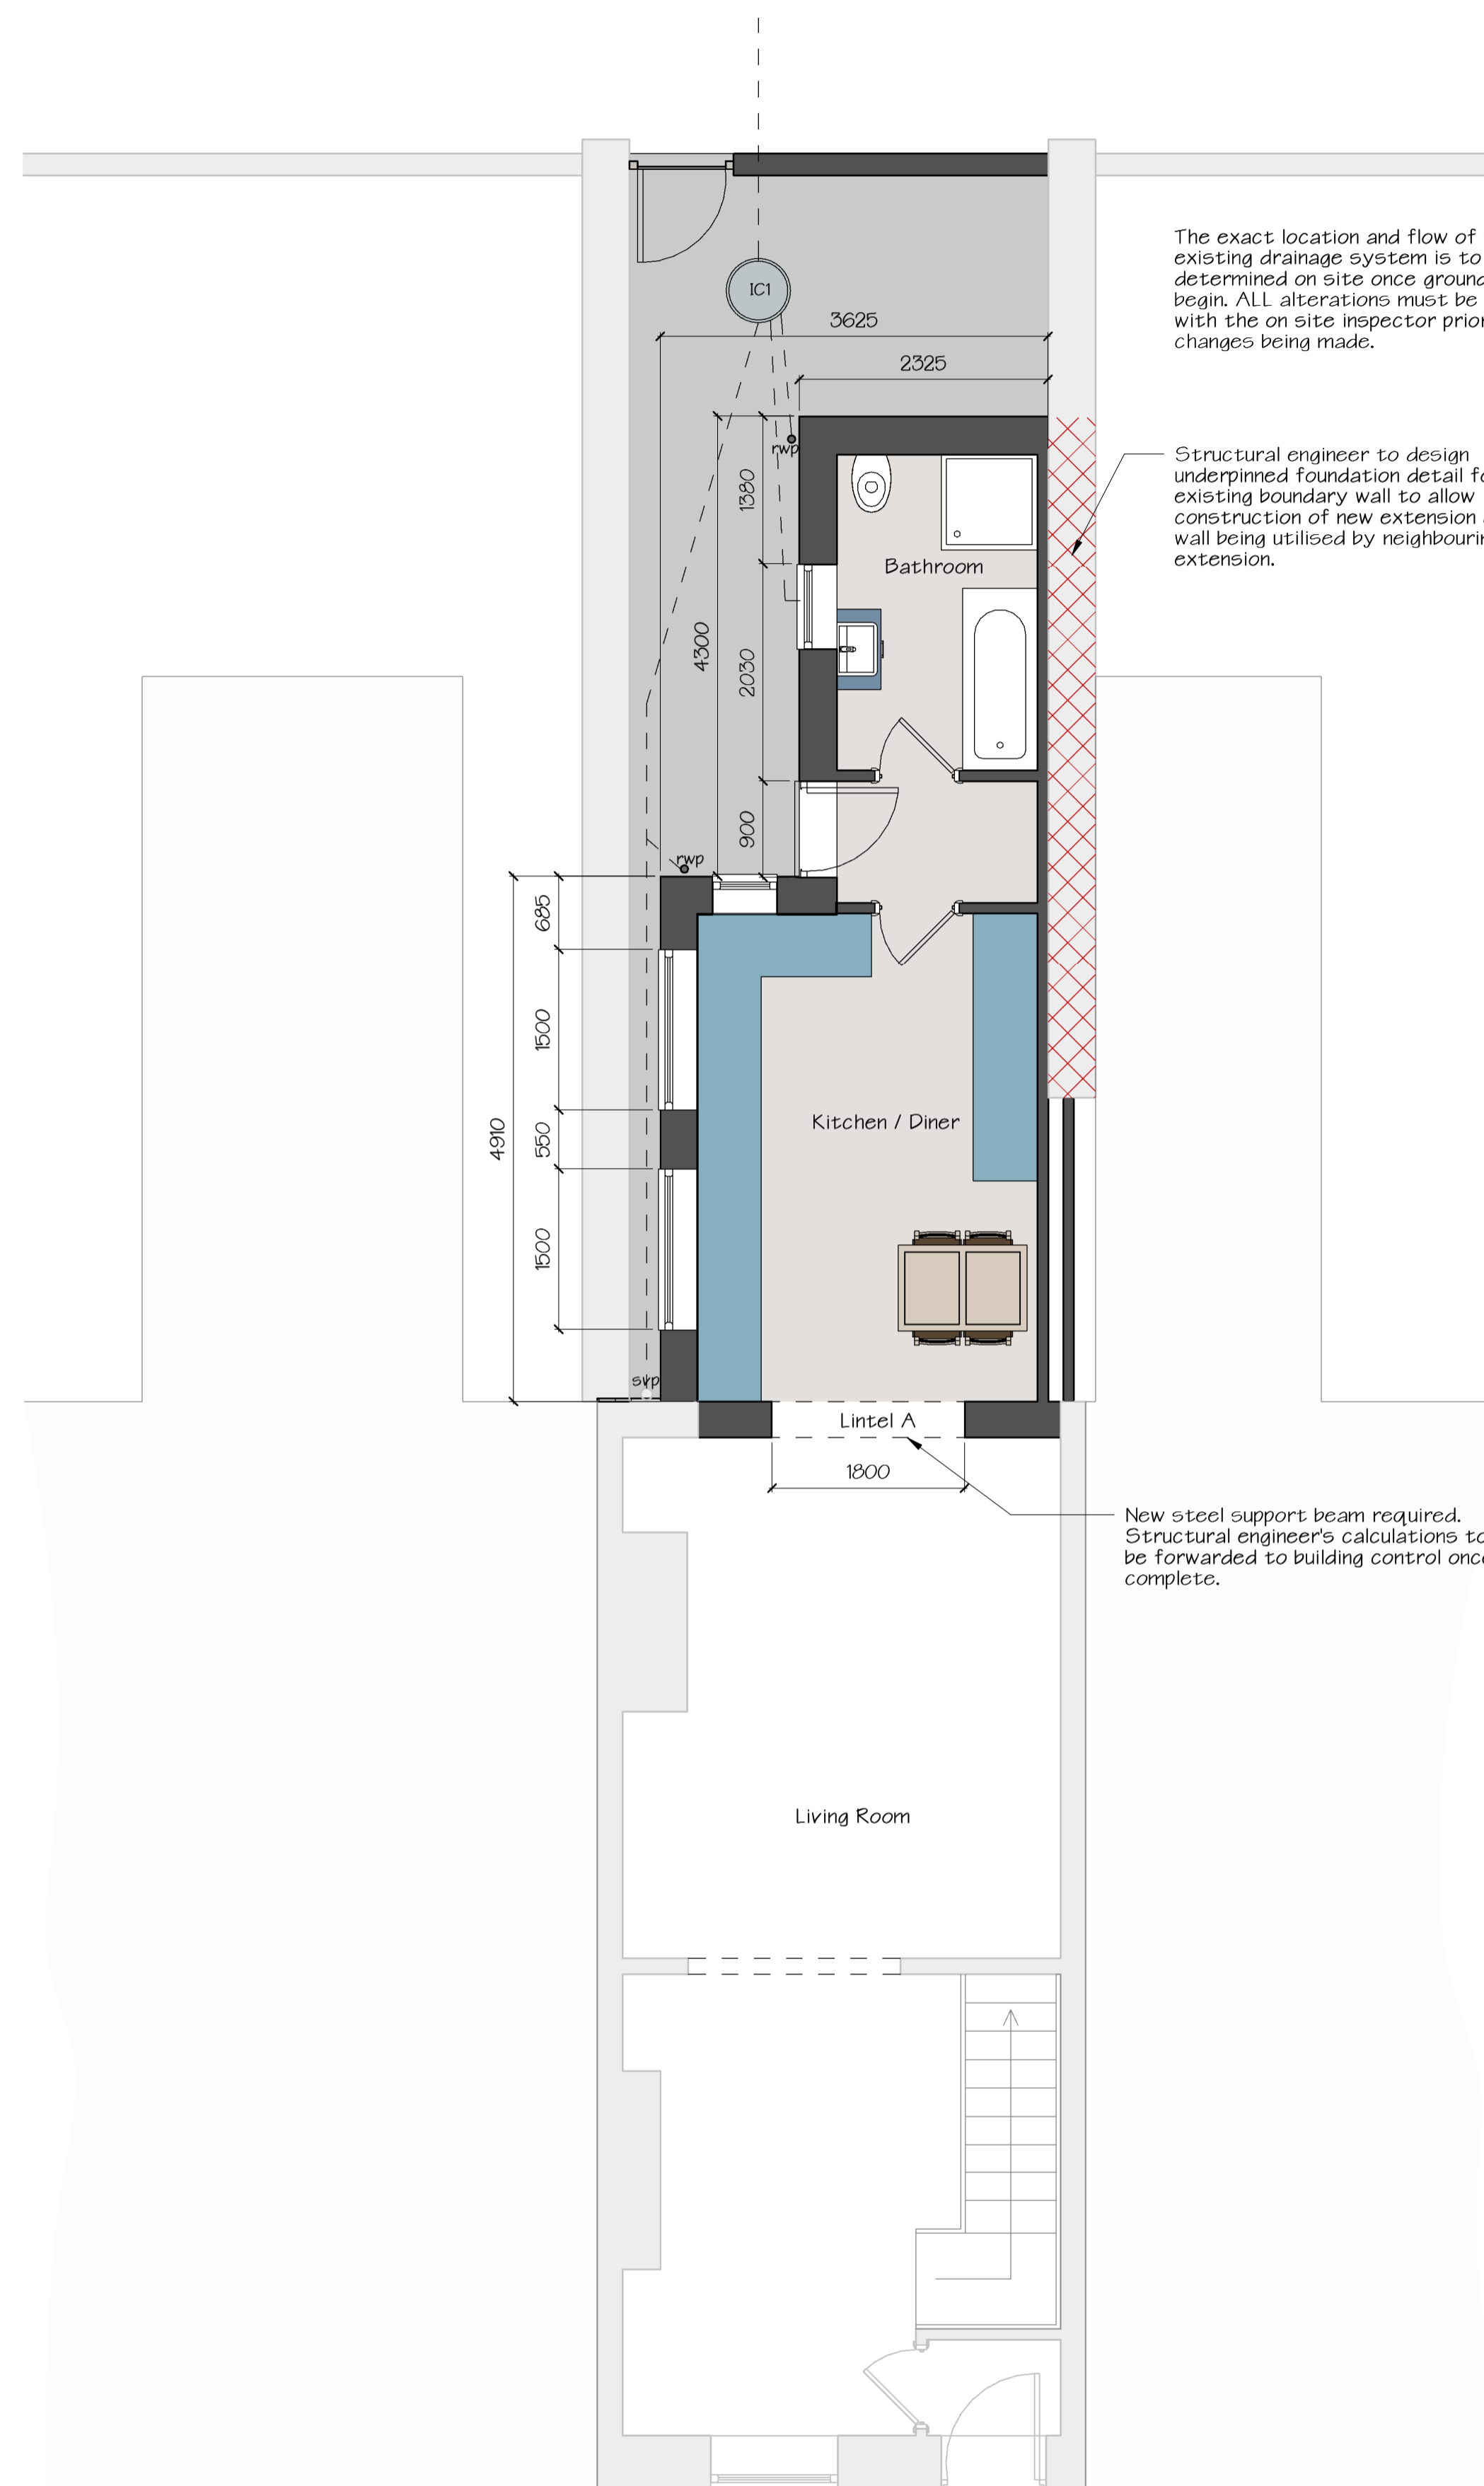 The exact location and flow of
existing drainage system is to
determined on site once ground
begin. ALL alterations must be
with the on site inspector prior
changes being made.
IC1
3625
2325
rwp
1380
Structural engineer to design
underpinned foundation detail fo
existing boundary wall to allow
construction of new extension
wall being utilised by neighbourin
extension.
Bathroom
4300
2030
900
rwp
685
1500
4910
550
1500
Kitchen / Diner
svp
Lintel A
1800
New steel support beam required.
Structural engineer's calculations to
be forwarded to building control once
complete.
Living Room